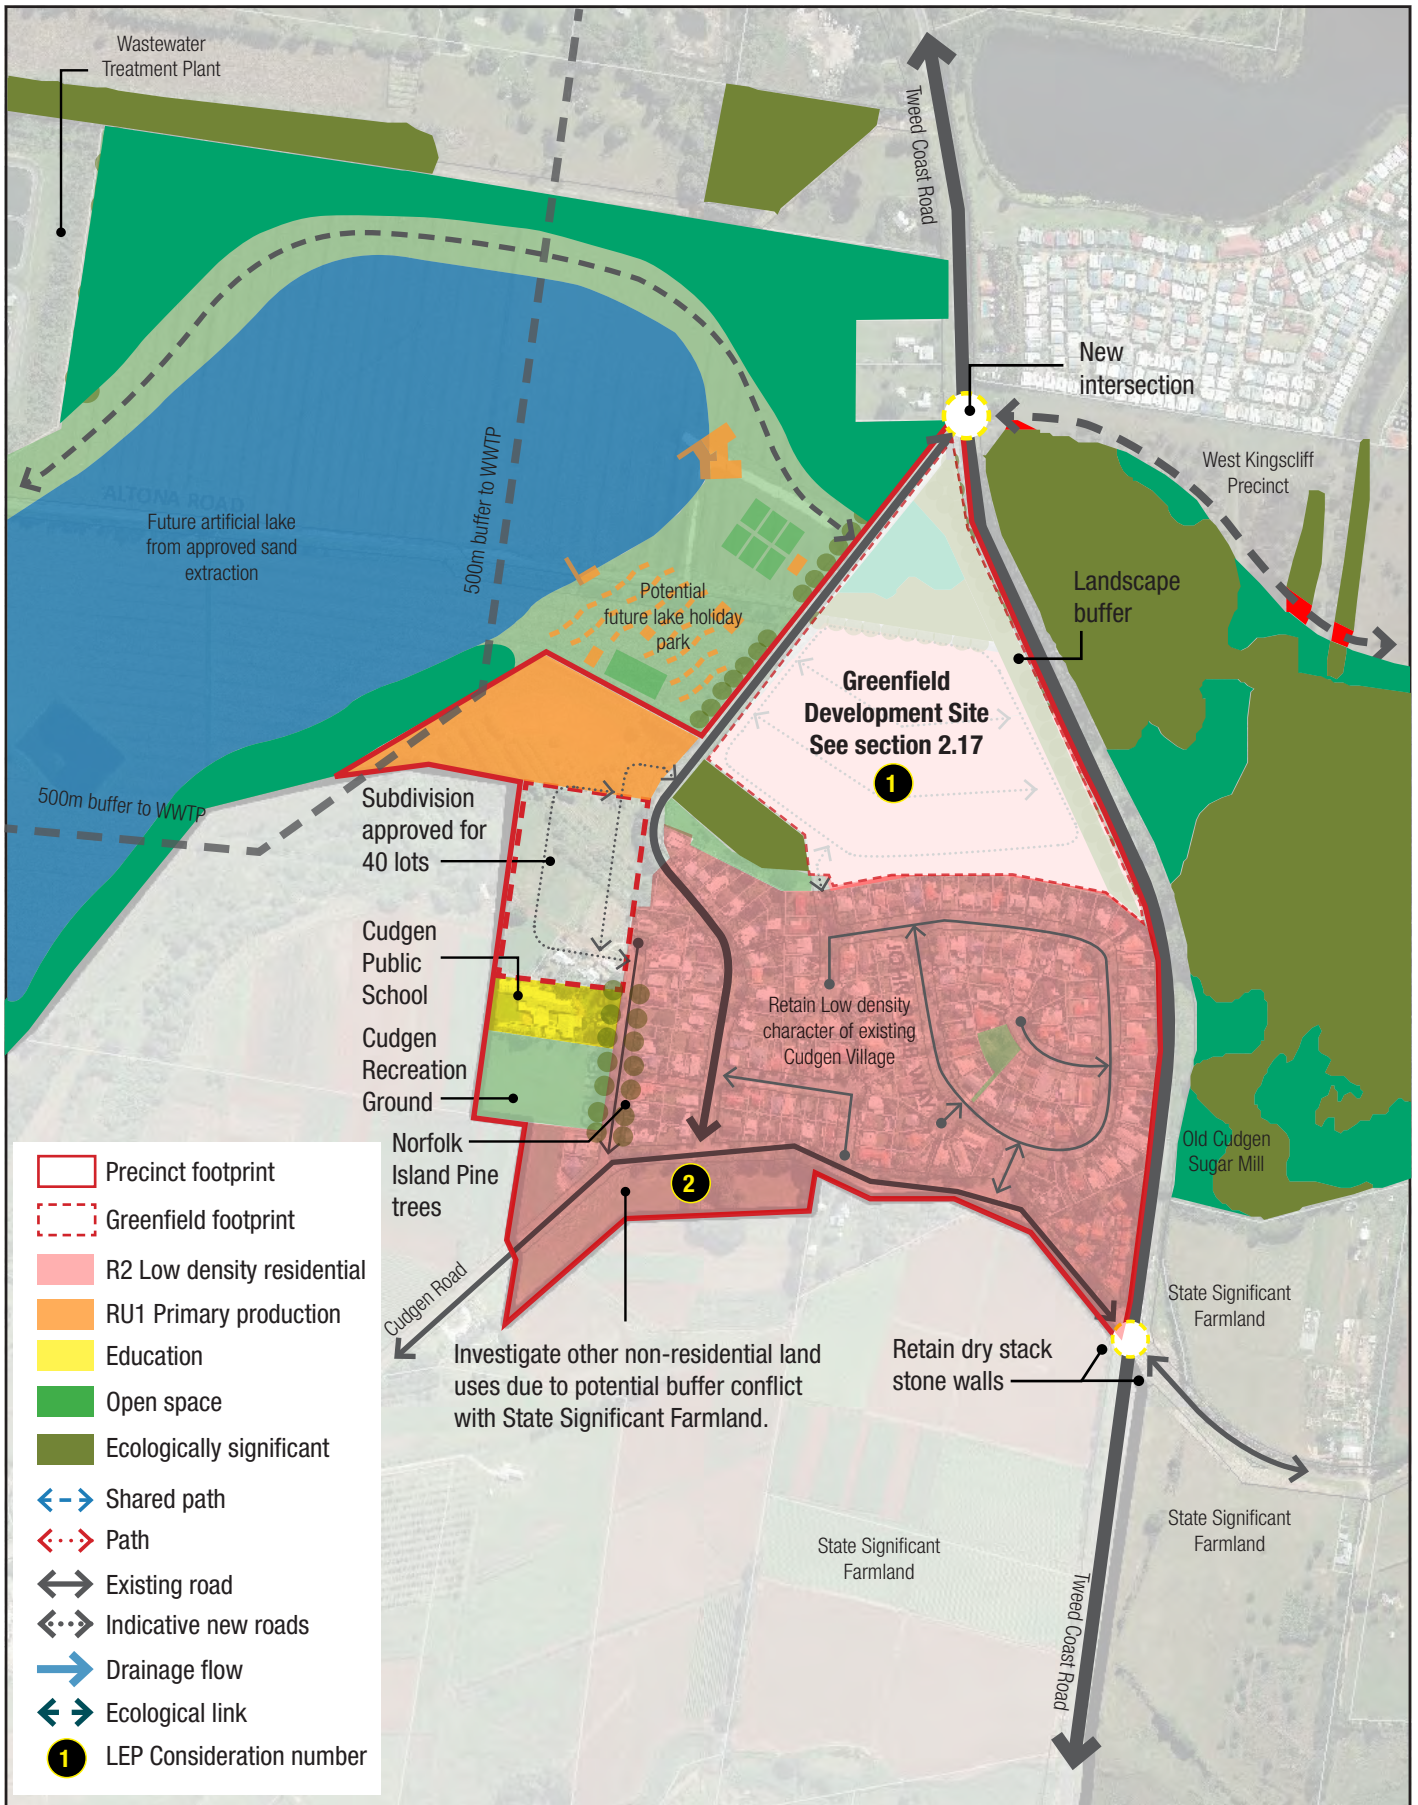 Wastewater
Treatment Plant
Tweed Coast Road
New
intersection
West Kingscliff
Precinct
500m buffer to WWTP
ALTONA ROAD
Future artificial lake
from approved sand
extraction
Potential
future lake holiday
park
Landscape
buffer
Greenfield
Development Site
See section 2.17
1
500m buffer to WWTP
Subdivision
approved for
40 lots
Cudgen
Public
School
Cudgen
Recreation
Ground
Norfolk
Island Pine
trees
Retain Low density
character of existing
Cudgen Village
Old Cudgen
Sugar Mill
2
Cudgen Road
Investigate other non-residential land
uses due to potential buffer conflict
with State Significant Farmland.
Retain dry stack
stone walls
State Significant
Farmland
State Significant
Farmland
State Significant
Farmland
Tweed Coast Road
Precinct footprint
Greenfield footprint
R2 Low density residential
RU1 Primary production
Education
Open space
Ecologically significant
Shared path
Path
Existing road
Indicative new roads
Drainage flow
Ecological link
1 LEP Consideration number